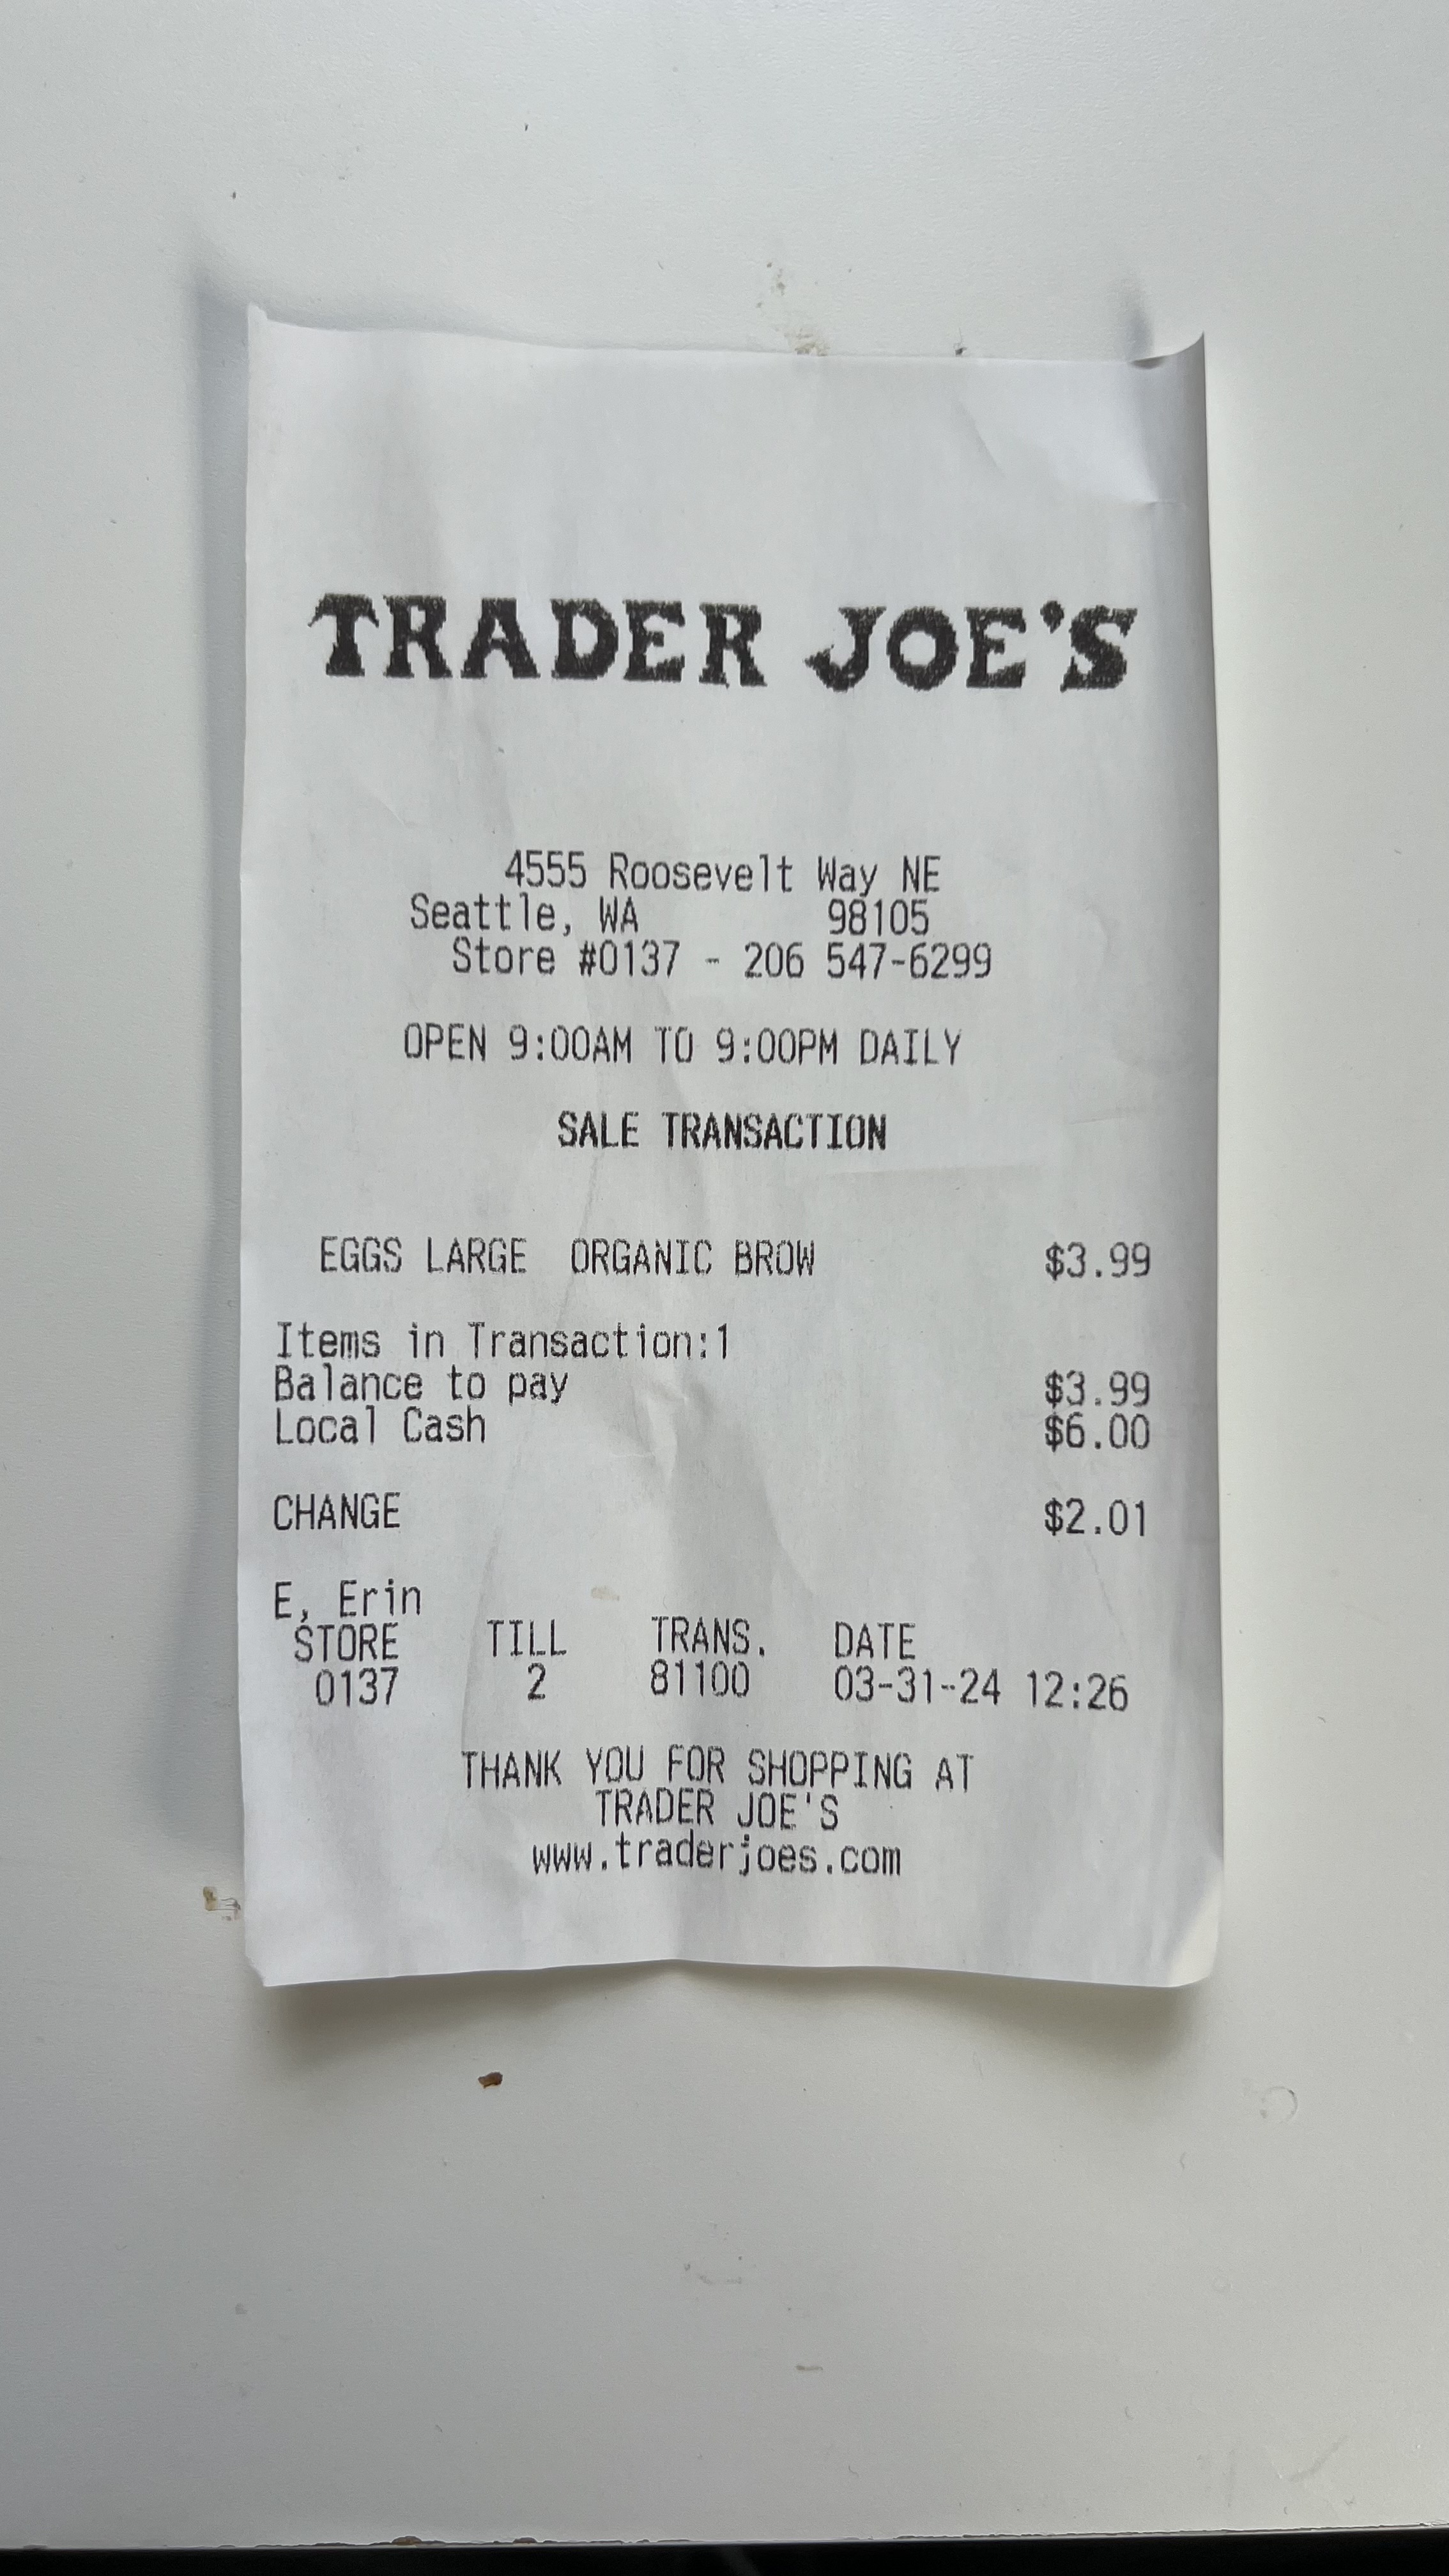 TRADER JOE'S
4555 Roosevelt Way NE
Seattle, WA 98105
Store #0137 - 206 547-6299
OPEN 9:00AM TO 9:00PM DAILY
SALE TRANSACTION
EGGS LARGE ORGANIC BROW $3.99
Items in Transaction:1
Balance to pay $3.99
Local Cash $6.00
CHANGE $2.01
E, Erin
STORE TILL TRANS. DATE
0137 2 81100 03-31-24 12:26
THANK YOU FOR SHOPPING AT
TRADER JOE'S
www.traderjoes.com